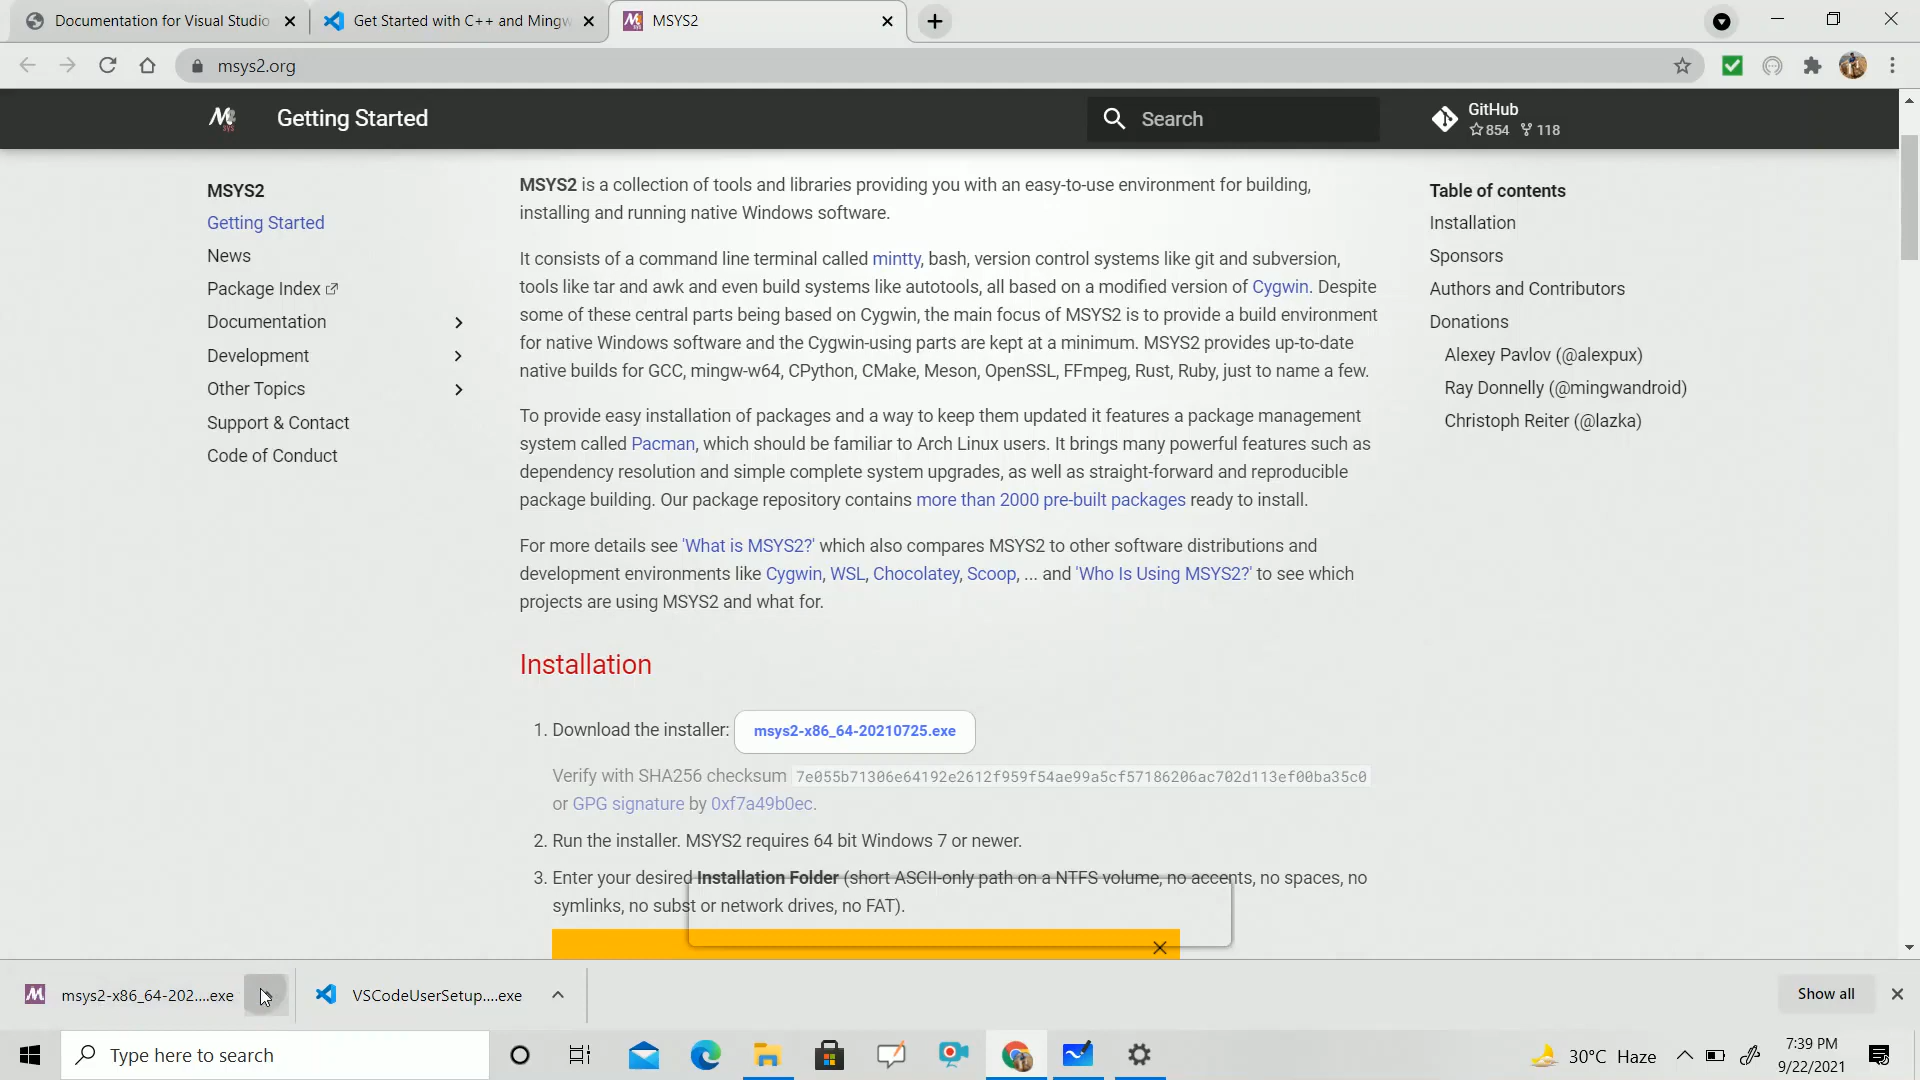 Documentation for Visual Studio
Get Started with C++ and Mingw
MSYS2
msys2.org
Getting Started
Search
GitHub
854 118
MSYS2
Getting Started
News
Package Index
Documentation
Development
Other Topics
Support & Contact
Code of Conduct
MSYS2 is a collection of tools and libraries providing you with an easy-to-use environment for building,
installing and running native Windows software.
It consists of a command line terminal called mintty, bash, version control systems like git and subversion,
tools like tar and awk and even build systems like autotools, all based on a modified version of Cygwin. Despite
some of these central parts being based on Cygwin, the main focus of MSYS2 is to provide a build environment
for native Windows software and the Cygwin-using parts are kept at a minimum. MSYS2 provides up-to-date
native builds for GCC, mingw-w64, CPython, CMake, Meson, OpenSSL, FFmpeg, Rust, Ruby, just to name a few.
To provide easy installation of packages and a way to keep them updated it features a package management
system called Pacman, which should be familiar to Arch Linux users. It brings many powerful features such as
dependency resolution and simple complete system upgrades, as well as straight-forward and reproducible
package building. Our package repository contains more than 2000 pre-built packages ready to install.
For more details see 'What is MSYS2?' which also compares MSYS2 to other software distributions and
development environments like Cygwin, WSL, Chocolatey, Scoop, ... and 'Who Is Using MSYS2?' to see which
projects are using MSYS2 and what for.
Installation
1. Download the installer: msys2-x86_64-20210725.exe
Verify with SHA256 checksum 7e055b71306e64192e2612f959f54ae99a5cf57186206ac702d113ef00ba35c0
or GPG signature by 0xf7a49b0ec.
2. Run the installer. MSYS2 requires 64 bit Windows 7 or newer.
3. Enter your desired Installation Folder (short ASCII-only path on a NTFS volume, no accents, no spaces, no
symlinks, no subst or network drives, no FAT).
Table of contents
Installation
Sponsors
Authors and Contributors
Donations
Alexey Pavlov (@alexpux)
Ray Donnelly (@mingwandroid)
Christoph Reiter (@lazka)
msys2-x86_64-202....exe
VSCodeUserSetup....exe
Show all
Type here to search
30°C Haze
7:39 PM
9/22/2021